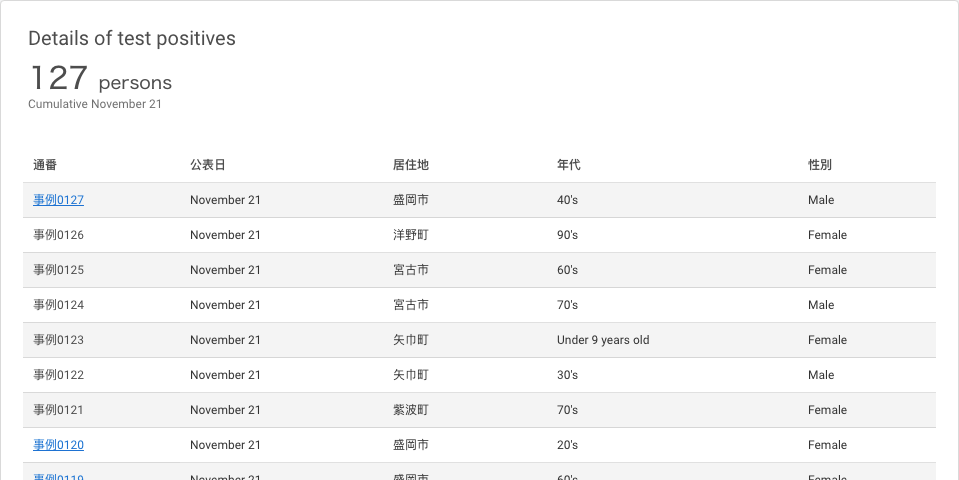 Details of test positives
127 persons
Cumulative November 21
通番 公表日 居住地 年代 性別
事例0127 November 21 盛岡市 40's Male
事例0126 November 21 洋野町 90's Female
事例0125 November 21 宮古市 60's Female
事例0124 November 21 宮古市 70's Male
事例0123 November 21 矢巾町 Under 9 years old Female
事例0122 November 21 矢巾町 30's Male
事例0121 November 21 紫波町 70's Female
事例0120 November 21 盛岡市 20's Female
事例0119 November 21 盛岡市 60's Female